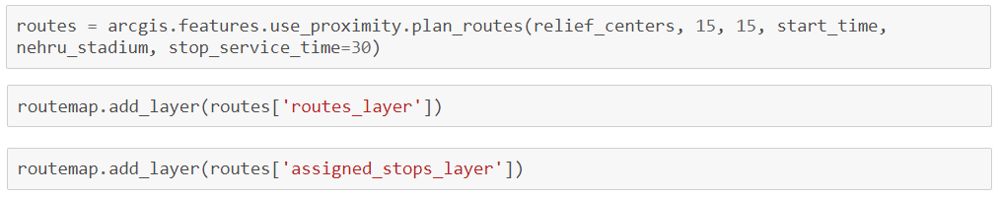 routes = arcgis.features.use_proximity.plan_routes(relief_centers, 15, 15, start_time,
nehru_stadium, stop_service_time=30)
routemap.add_layer(routes['routes_layer'])
routemap.add_layer(routes['assigned_stops_layer'])